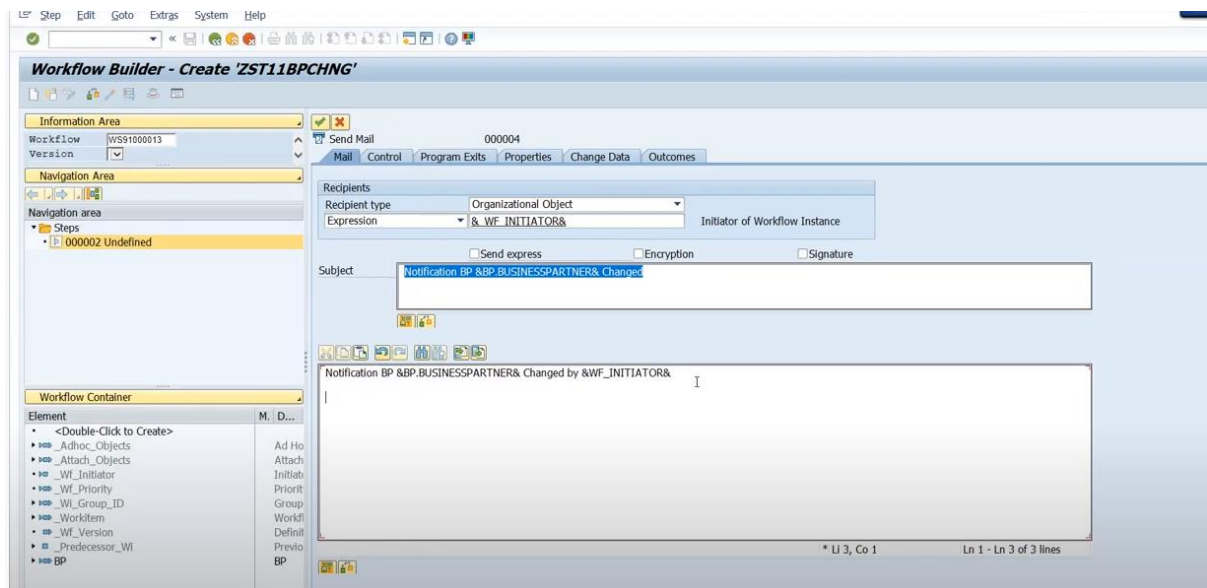 Step Edit Goto Extras System Help
Workflow Builder - Create 'ZST11BPCHNG'
Information Area
Workflow WS91000013
Version
Navigation Area
Navigation area
Steps
000002 Undefined
Workflow Container
Element M. D...
<Double-Click to Create>
_Adhoc_Objects Ad Ho
_Attach_Objects Attach
_Wf_Initiator Initiato
_Wf_Priority Priorit
_Wi_Group_ID Group
_Workitem Workfl
_Wf_Version Definit
_Predecessor_Wi Previo
BP BP
Send Mail 000004
Mail Control Program Exits Properties Change Data Outcomes
Recipients
Recipient type Organizational Object
Expression &_WF_INITIATOR& Initiator of Workflow Instance
Send express Encryption Signature
Subject Notification BP &BP.BUSINESSPARTNER& Changed
Notification BP &BP.BUSINESSPARTNER& Changed by &WF_INITIATOR&
* Li 3, Co 1 Ln 1 - Ln 3 of 3 lines